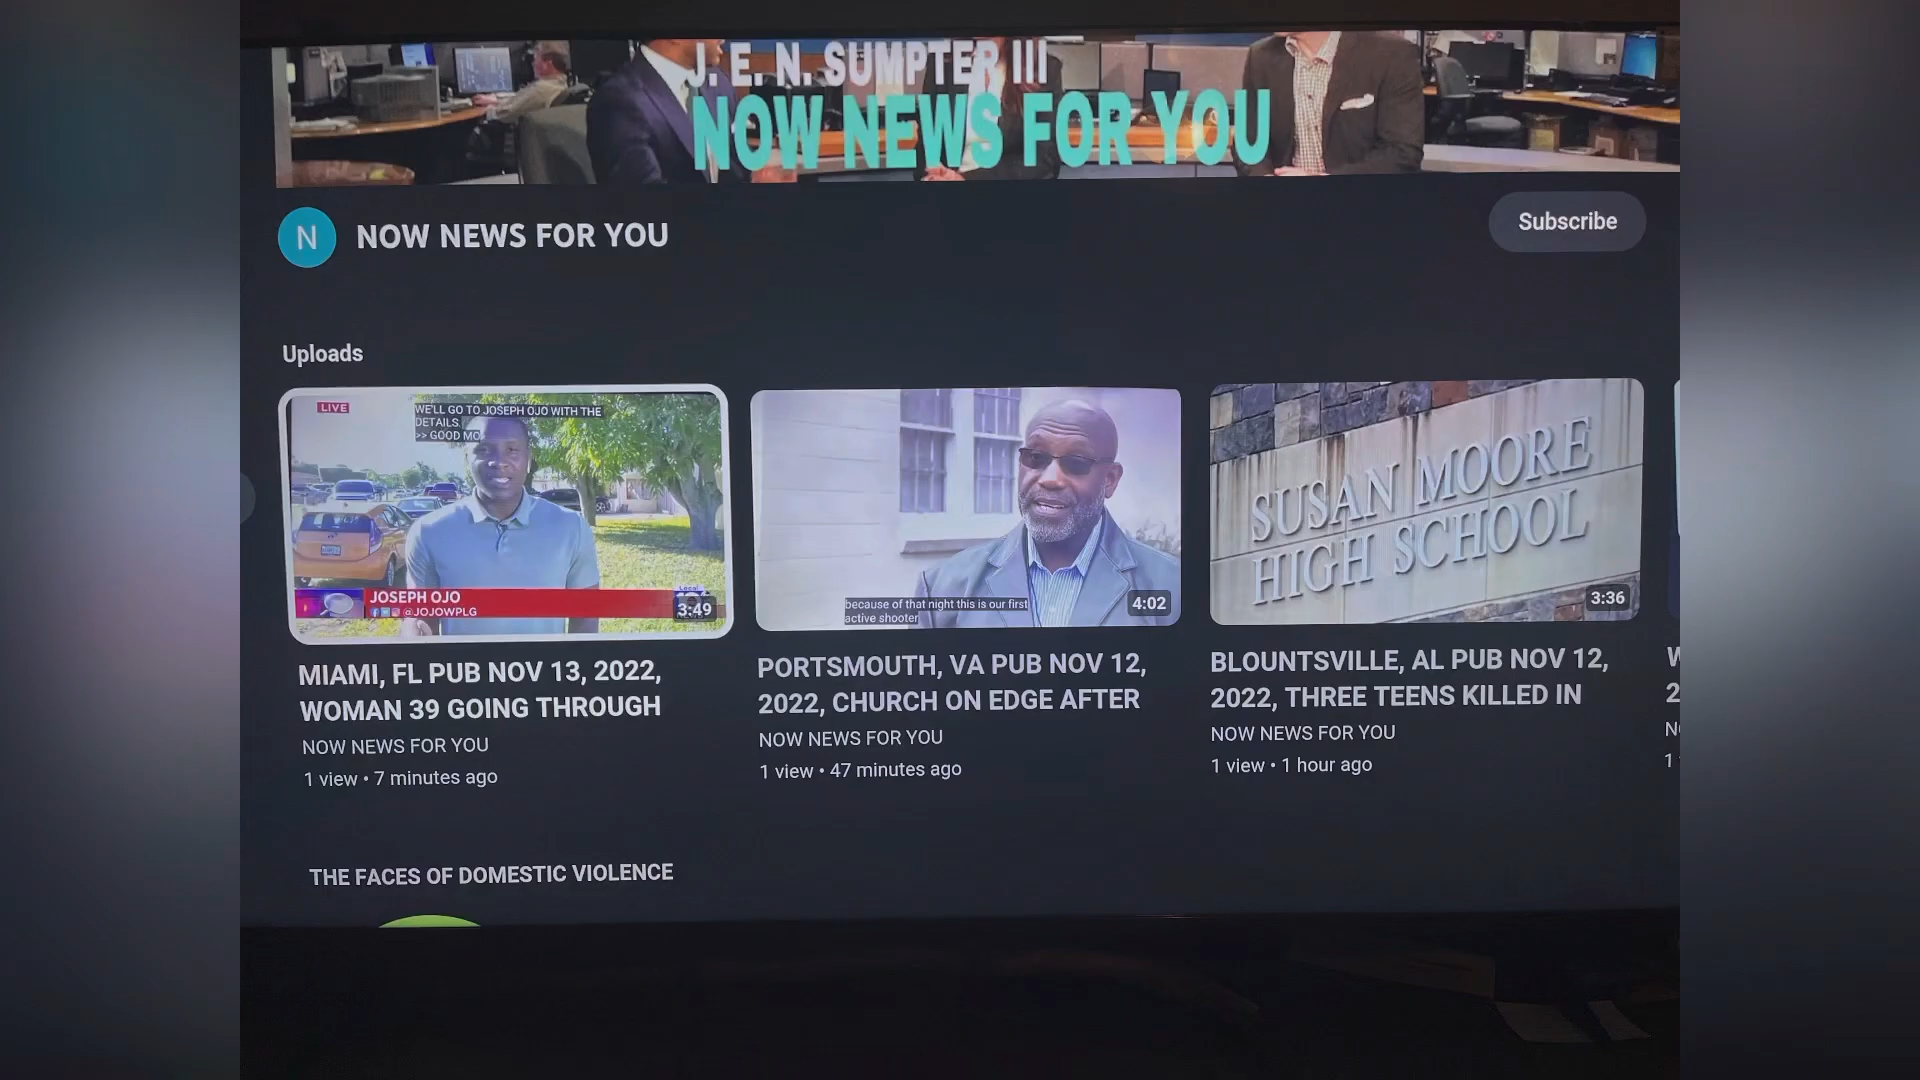 J. E. N. SUMPTER III
NOW NEWS FOR YOU
N
NOW NEWS FOR YOU
Subscribe
Uploads
LIVE
WE'LL GO TO JOSEPH OJO WITH THE
DETAILS.
>> GOOD MO
JOSEPH OJO
@JOJOWPLG
3:49
MIAMI, FL PUB NOV 13, 2022,
WOMAN 39 GOING THROUGH
NOW NEWS FOR YOU
1 view • 7 minutes ago
because of that night this is our first
active shooter
4:02
PORTSMOUTH, VA PUB NOV 12,
2022, CHURCH ON EDGE AFTER
NOW NEWS FOR YOU
1 view • 47 minutes ago
SUSAN MOORE
HIGH SCHOOL
3:36
BLOUNTSVILLE, AL PUB NOV 12,
2022, THREE TEENS KILLED IN
NOW NEWS FOR YOU
1 view • 1 hour ago
THE FACES OF DOMESTIC VIOLENCE